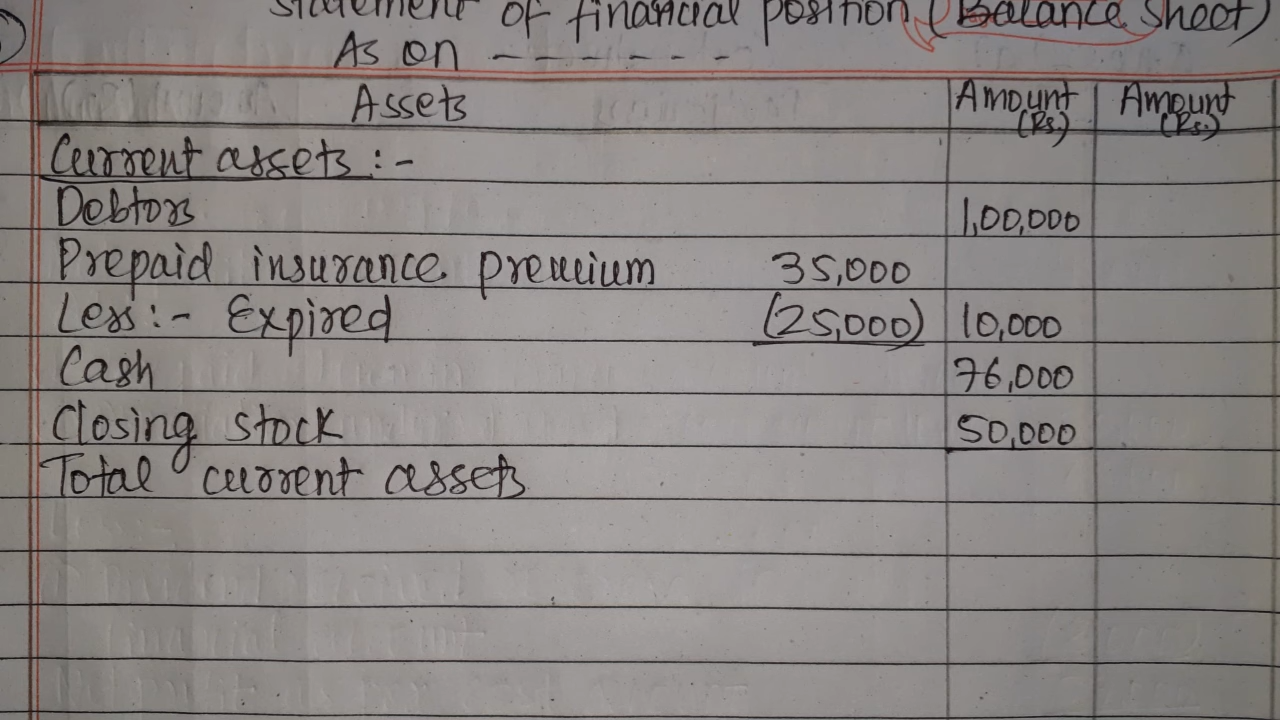 Statement of financial position (Balance Sheet)
As on - - - - - -
Assets Amount (Rs.) Amount (Rs.)
Current assets :-
Debtors 1,00,000
Prepaid insurance premium 35,000
Less :- Expired (25,000) 10,000
Cash 76,000
Closing stock 50,000
Total current assets